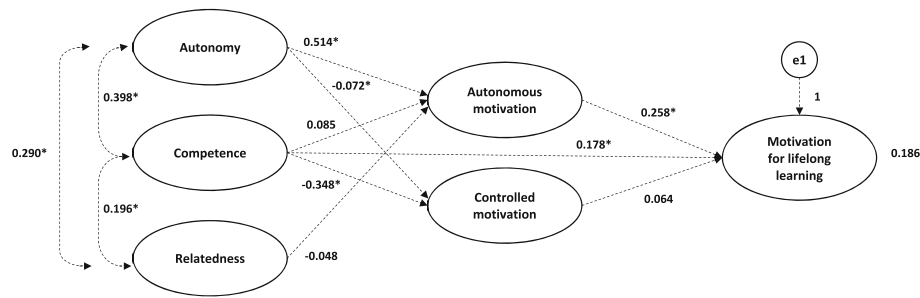 Autonomy
0.514*
e1
-0.072*
Autonomous
motivation
0.398*
1
0.085
0.258*
0.290*
Competence
0.178*
Motivation
for lifelong
learning
0.186
-0.348*
0.196*
Controlled
motivation
0.064
Relatedness
-0.048